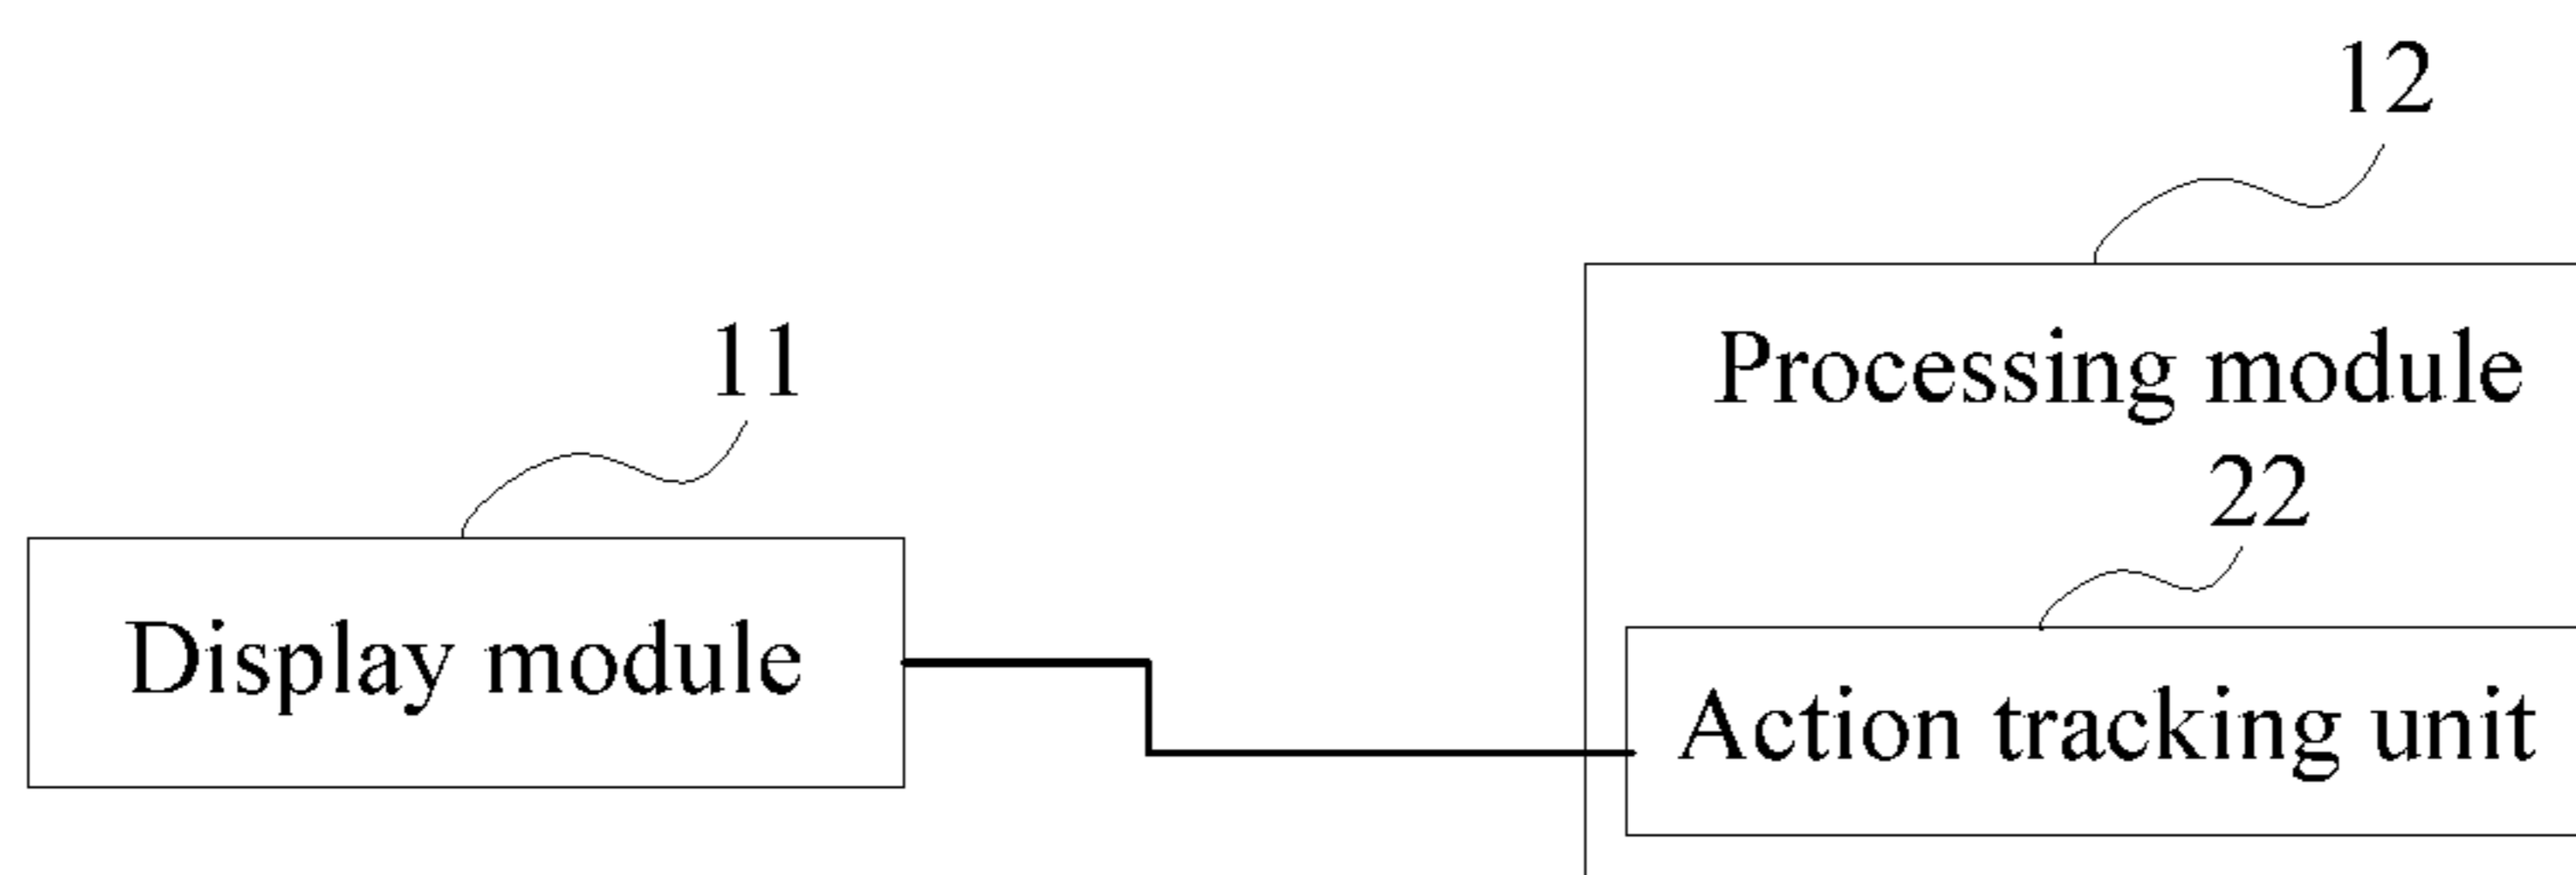 12
11
Processing module
22
Display module
Action tracking unit